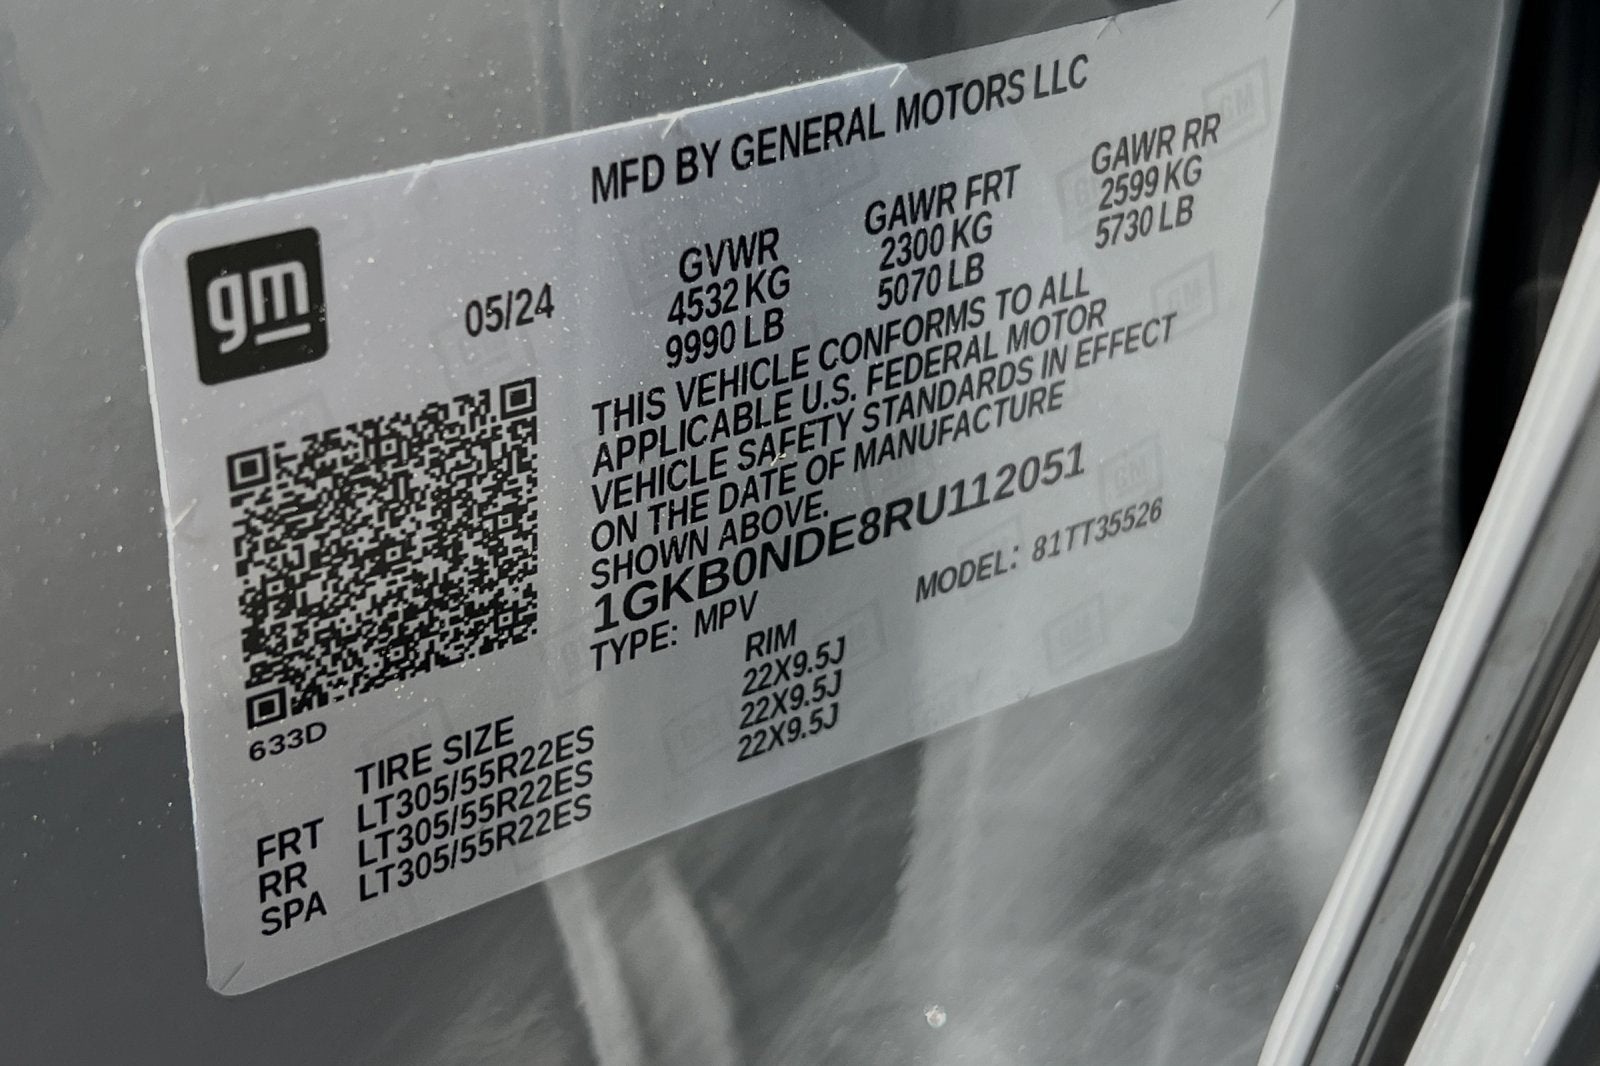 MFD BY GENERAL MOTORS LLC
gm
05/24
GVWR GAWR FRT GAWR RR
4532 KG 2300 KG 2599 KG
9990 LB 5070 LB 5730 LB
THIS VEHICLE CONFORMS TO ALL
APPLICABLE U.S. FEDERAL MOTOR
VEHICLE SAFETY STANDARDS IN EFFECT
ON THE DATE OF MANUFACTURE
SHOWN ABOVE.
1GKB0NDE8RU112051
TYPE: MPV MODEL: 81TT35526
633D
TIRE SIZE RIM
FRT LT305/55R22ES 22X9.5J
RR LT305/55R22ES 22X9.5J
SPA LT305/55R22ES 22X9.5J